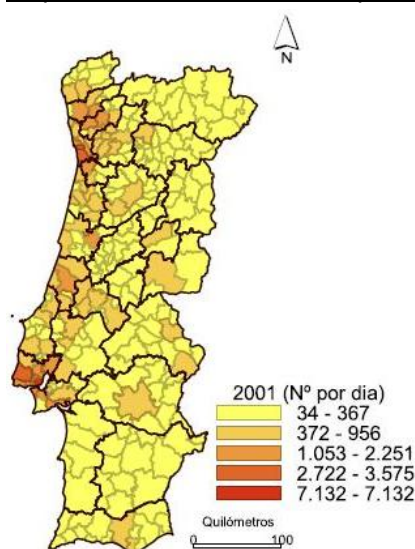 N
2001 (Nº por dia)
34 - 367
372 - 956
1.053 - 2.251
2.722 - 3.575
7.132 - 7.132
Quilómetros
0 100